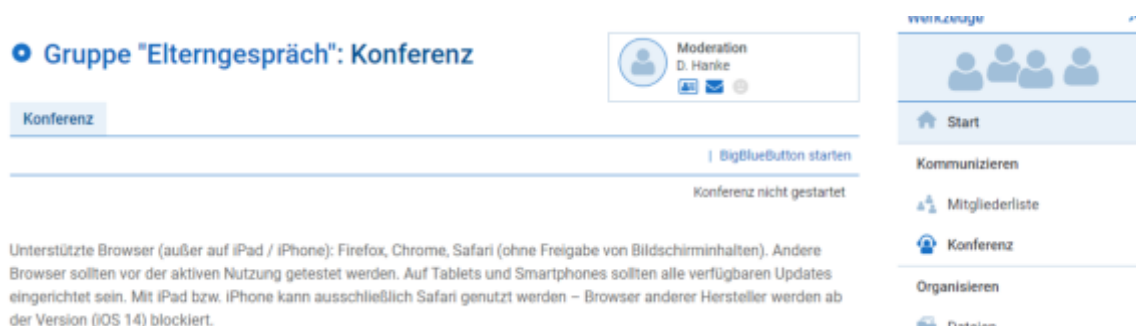 Werkzeuge
Gruppe "Elterngespräch": Konferenz
Moderation
D. Hanke
Konferenz
| BigBlueButton starten
Konferenz nicht gestartet
Unterstützte Browser (außer auf iPad / iPhone): Firefox, Chrome, Safari (ohne Freigabe von Bildschirminhalten). Andere
Browser sollten vor der aktiven Nutzung getestet werden. Auf Tablets und Smartphones sollten alle verfügbaren Updates
eingerichtet sein. Mit iPad bzw. iPhone kann ausschließlich Safari genutzt werden – Browser anderer Hersteller werden ab
der Version (iOS 14) blockiert.
Start
Kommunizieren
Mitgliederliste
Konferenz
Organisieren
Dateien